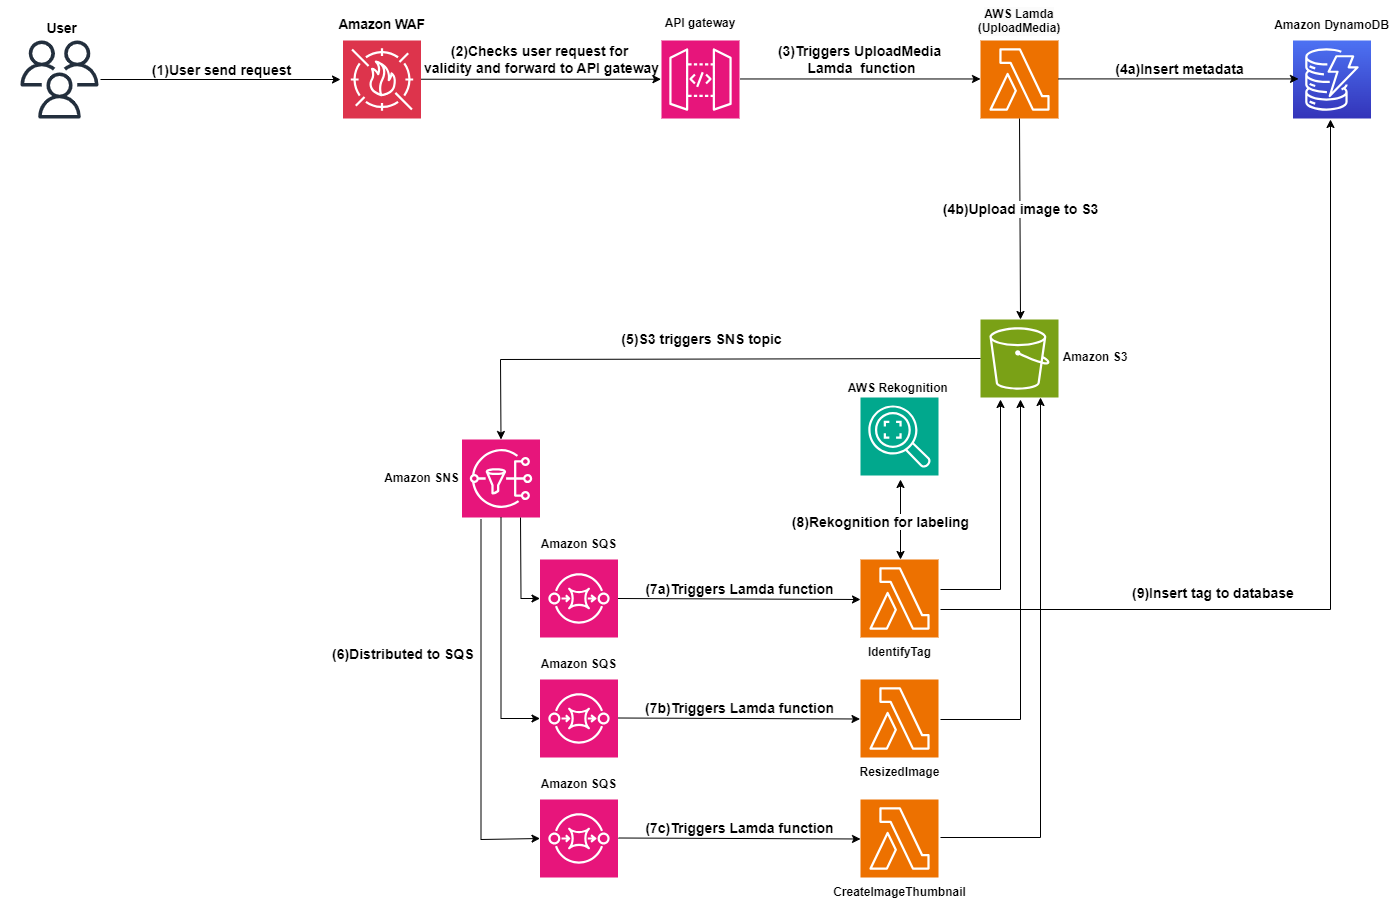 User
Amazon WAF
API gateway
AWS Lamda
(UploadMedia)
Amazon DynamoDB
(1)User send request
(2)Checks user request for
validity and forward to API gateway
(3)Triggers UploadMedia
Lamda function
(4a)Insert metadata
(4b)Upload image to S3
(5)S3 triggers SNS topic
Amazon S3
AWS Rekognition
Amazon SNS
(8)Rekognition for labeling
Amazon SQS
(7a)Triggers Lamda function
(9)Insert tag to database
IdentifyTag
(6)Distributed to SQS
Amazon SQS
(7b)Triggers Lamda function
ResizedImage
Amazon SQS
(7c)Triggers Lamda function
CreateImageThumbnail